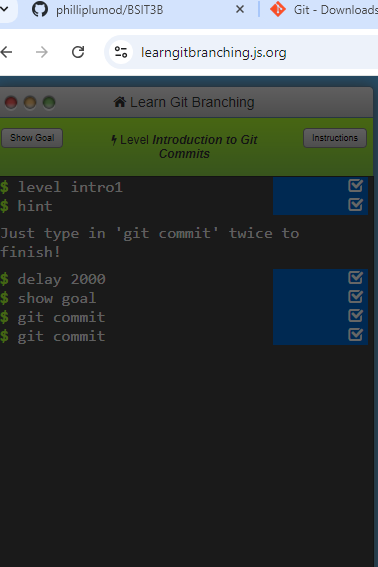 philliplumod/BSIT3B
Git - Downloads
learngitbranching.js.org
Learn Git Branching
Show Goal
Level Introduction to Git
Commits
Instructions
$ level intro1
$ hint
Just type in 'git commit' twice to
finish!
$ delay 2000
$ show goal
$ git commit
$ git commit